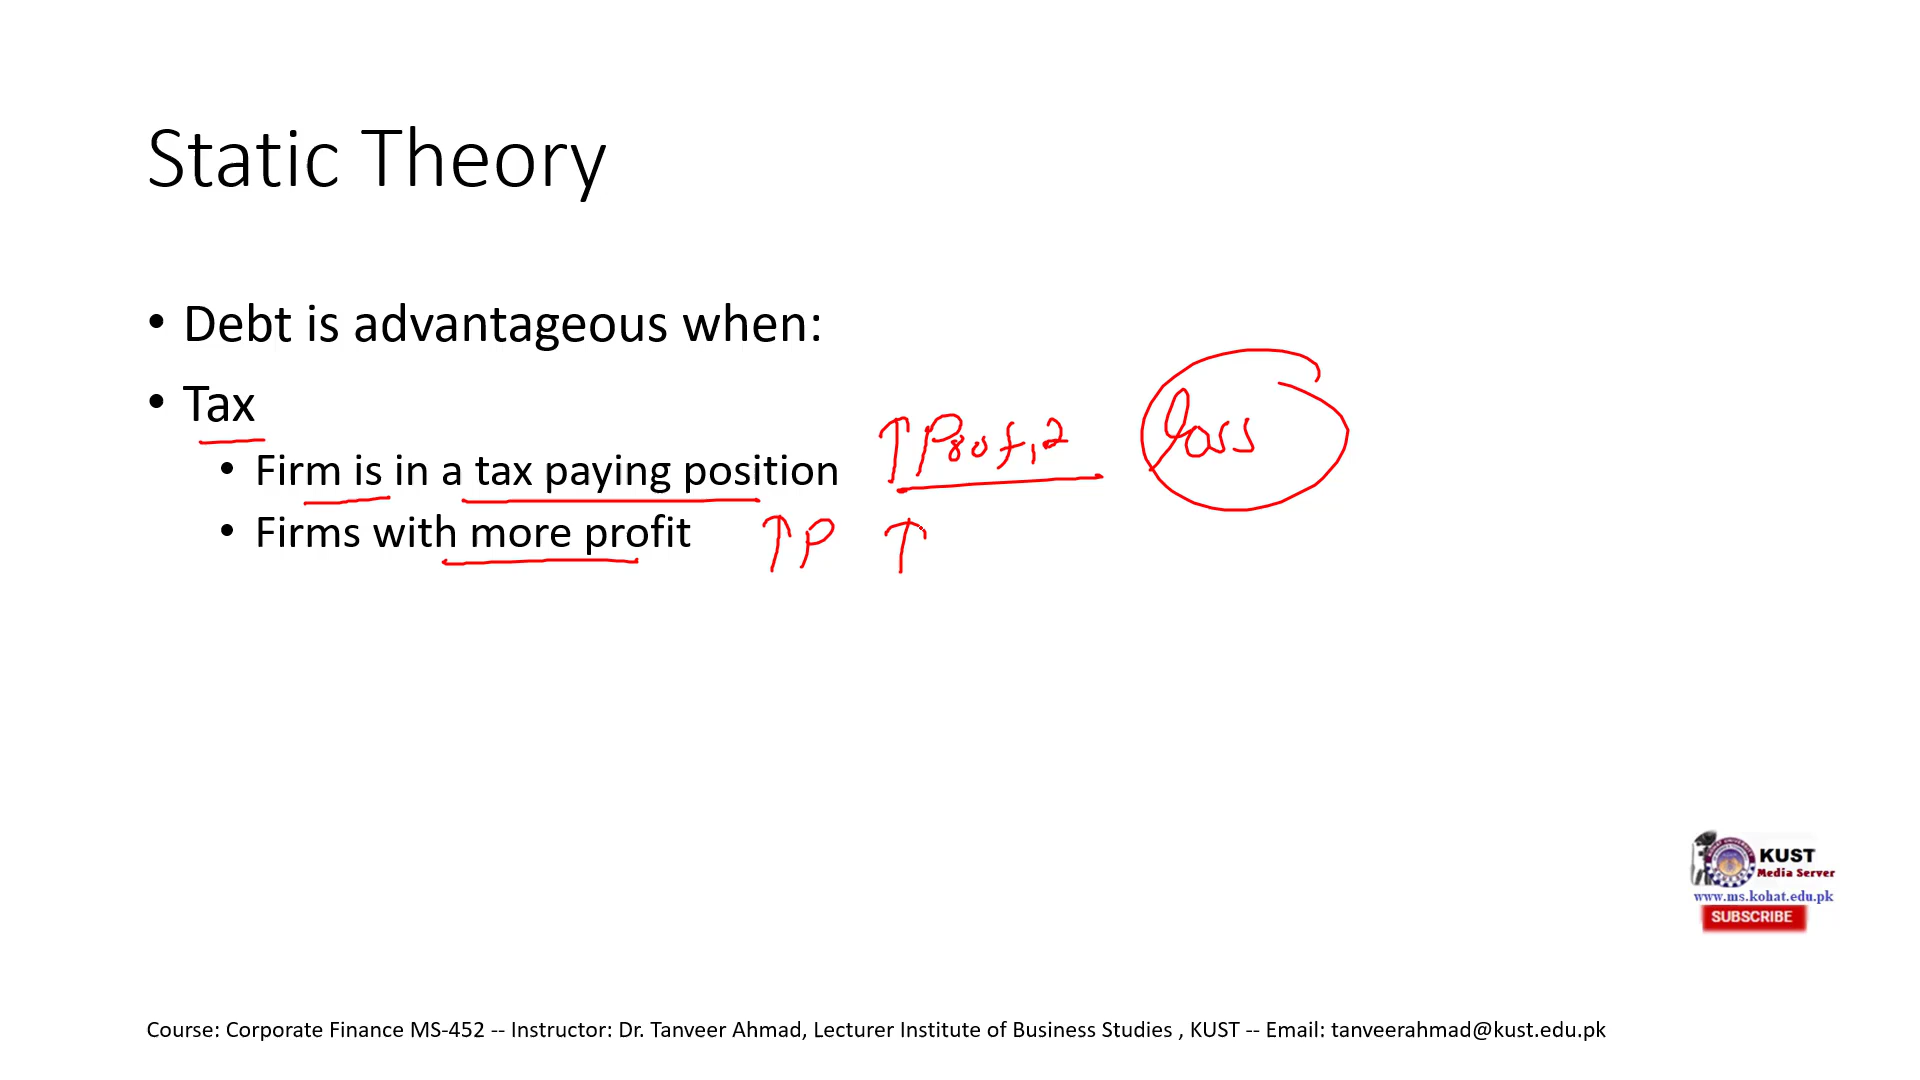 Static Theory
• Debt is advantageous when:
• Tax
• Firm is in a tax paying position ↑ Profit loss
• Firms with more profit ↑ P ↑
KUST
Media Server
www.ms.kohat.edu.pk
SUBSCRIBE
Course: Corporate Finance MS-452 -- Instructor: Dr. Tanveer Ahmad, Lecturer Institute of Business Studies , KUST -- Email: tanveerahmad@kust.edu.pk